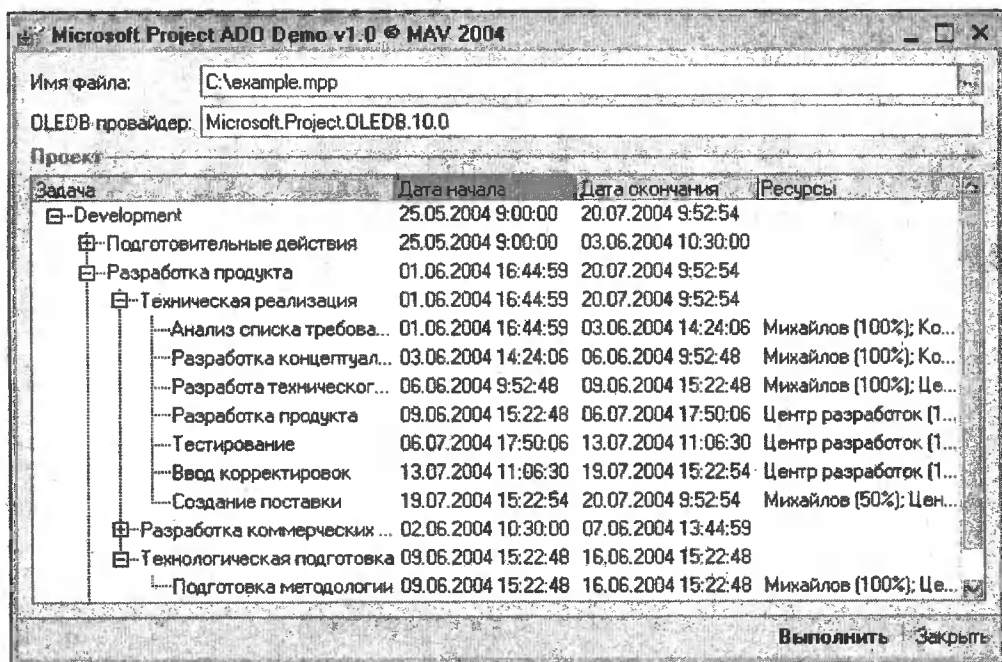 Microsoft Project ADO Demo v1.0 © MAV 2004
Имя файла: C:\example.mpp ...
OLEDB провайдер: Microsoft.Project.OLEDB.10.0
Проект
Задача Дата начала Дата окончания Ресурсы
Development 25.05.2004 9:00:00 20.07.2004 9:52:54
Подготовительные действия 25.05.2004 9:00:00 03.06.2004 10:30:00
Разработка продукта 01.06.2004 16:44:59 20.07.2004 9:52:54
Техническая реализация 01.06.2004 16:44:59 20.07.2004 9:52:54
Анализ списка требова... 01.06.2004 16:44:59 03.06.2004 14:24:06 Михайлов (100%); Ко...
Разработка концептуал... 03.06.2004 14:24:06 06.06.2004 9:52:48 Михайлов (100%); Ко...
Разработа техническог... 06.06.2004 9:52:48 09.06.2004 15:22:48 Михайлов (100%); Це...
Разработка продукта 09.06.2004 15:22:48 06.07.2004 17:50:06 Центр разработок (1...
Тестирование 06.07.2004 17:50:06 13.07.2004 11:06:30 Центр разработок (1...
Ввод корректировок 13.07.2004 11:06:30 19.07.2004 15:22:54 Центр разработок (1...
Создание поставки 19.07.2004 15:22:54 20.07.2004 9:52:54 Михайлов (50%); Цен...
Разработка коммерческих ... 02.06.2004 10:30:00 07.06.2004 13:44:59
Технологическая подготовка 09.06.2004 15:22:48 16.06.2004 15:22:48
Подготовка методологии 09.06.2004 15:22:48 16.06.2004 15:22:48 Михайлов (100%); Це...
Выполнить Закрыть